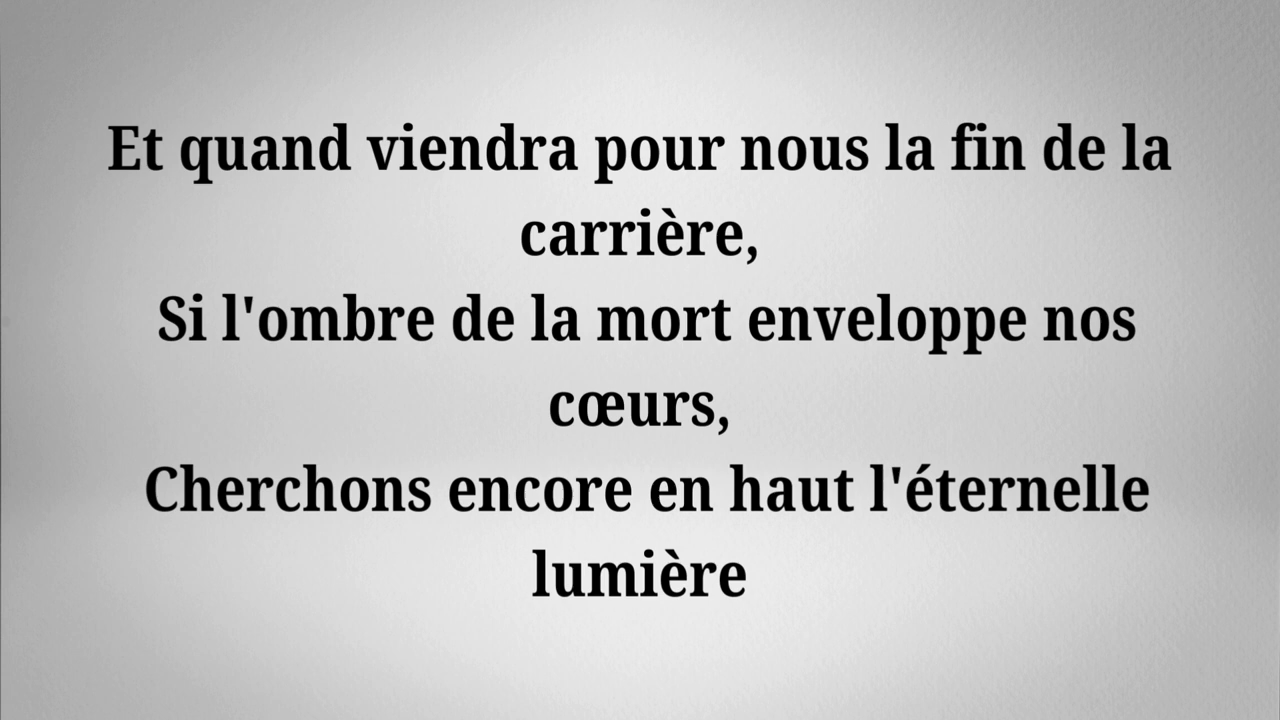 Et quand viendra pour nous la fin de la
carrière,
Si l'ombre de la mort enveloppe nos
cœurs,
Cherchons encore en haut l'éternelle
lumière